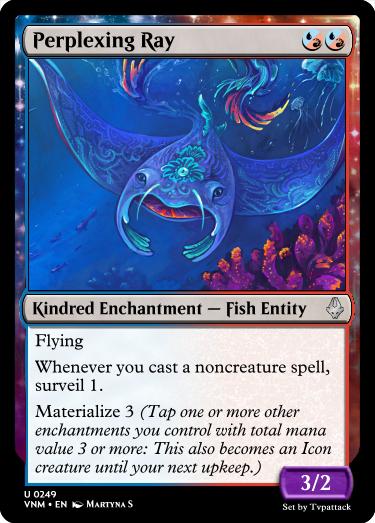 Perplexing Ray
Kindred Enchantment — Fish Entity
Flying
Whenever you cast a noncreature spell,
surveil 1.
Materialize 3 (Tap one or more other
enchantments you control with total mana
value 3 or more: This also becomes an Icon
creature until your next upkeep.)
3/2
U 0249
VNM • EN Martyna S
Set by Tvpattack